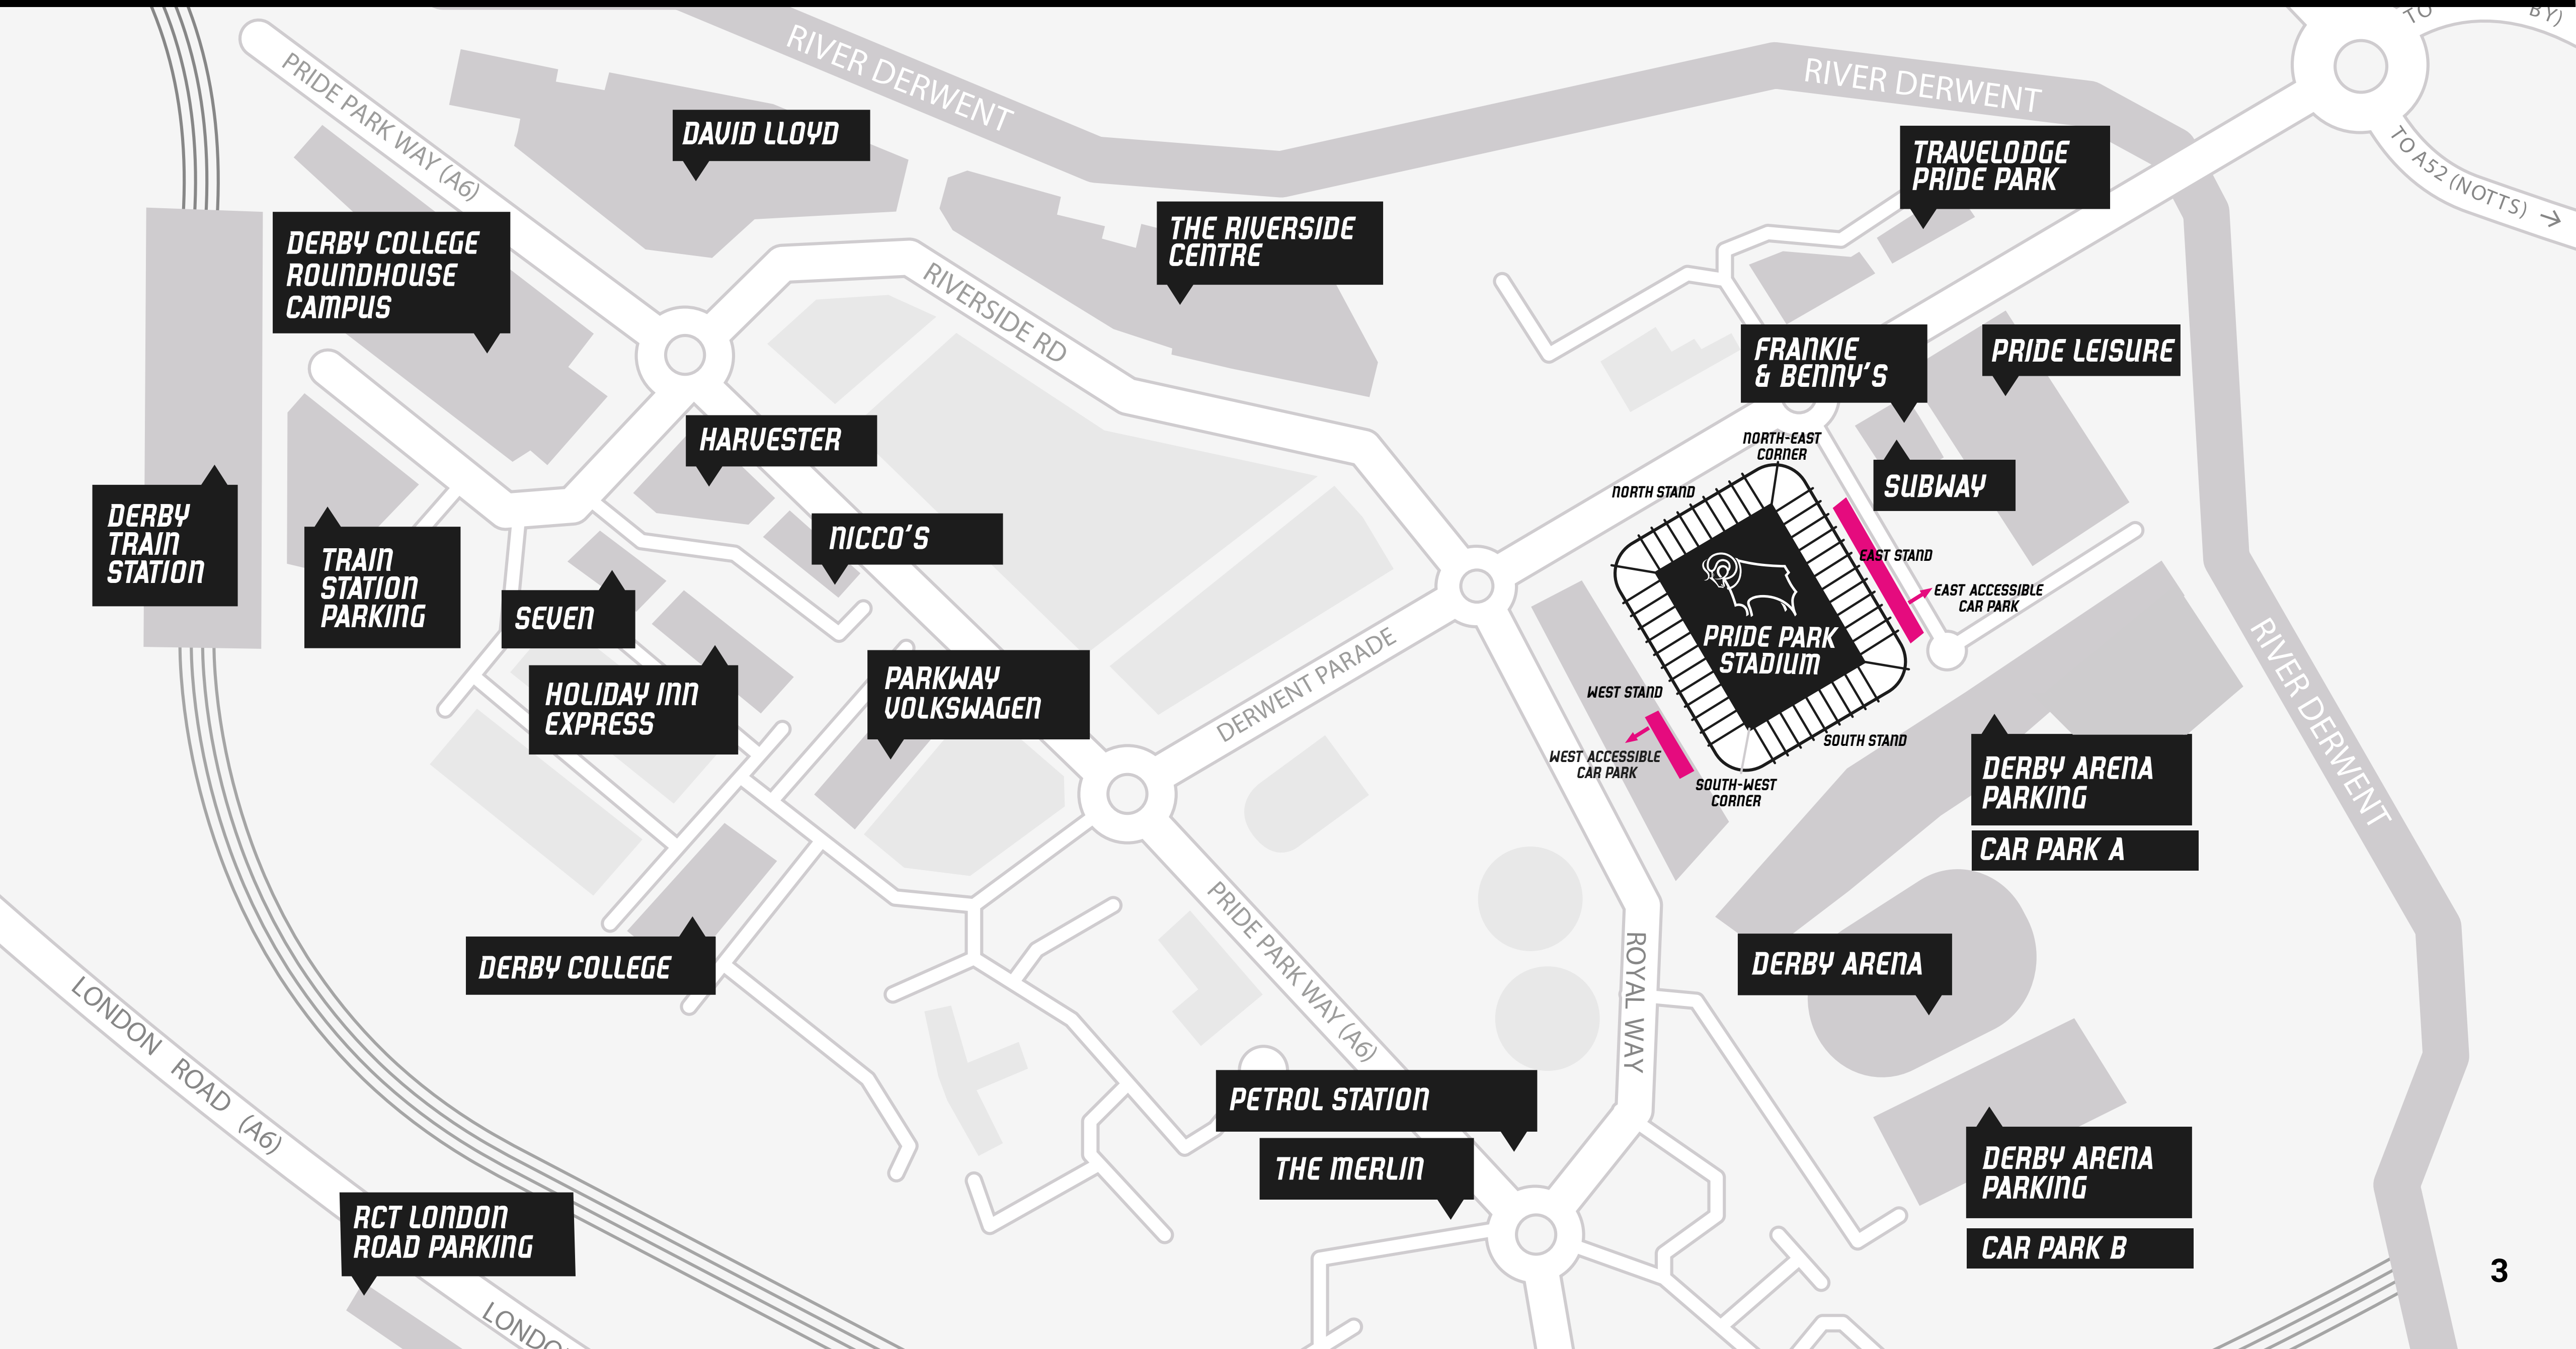 TO
BY)
RIVER DERWENT
RIVER DERWENT
PRIDE PARK WAY (A6)
DAVID LLOYD
TRAVELODGE
PRIDE PARK
TO A52 (NOTTS) →
DERBY COLLEGE
ROUNDHOUSE
CAMPUS
THE RIVERSIDE
CENTRE
RIVERSIDE RD
FRANKIE
& BENNY'S
PRIDE LEISURE
HARVESTER
NORTH-EAST
CORNER
NORTH STAND
SUBWAY
DERBY
TRAIN
STATION
TRAIN
STATION
PARKING
NICCO'S
EAST STAND
EAST ACCESSIBLE
CAR PARK
SEVEN
PRIDE PARK
STADIUM
HOLIDAY INN
EXPRESS
PARKWAY
VOLKSWAGEN
DERWENT PARADE
WEST STAND
WEST ACCESSIBLE
CAR PARK
SOUTH STAND
SOUTH-WEST
CORNER
RIVER DERWENT
DERBY ARENA
PARKING
CAR PARK A
PRIDE PARK WAY (A6)
ROYAL WAY
DERBY COLLEGE
DERBY ARENA
LONDON ROAD (A6)
PETROL STATION
THE MERLIN
DERBY ARENA
PARKING
CAR PARK B
RCT LONDON
ROAD PARKING
3